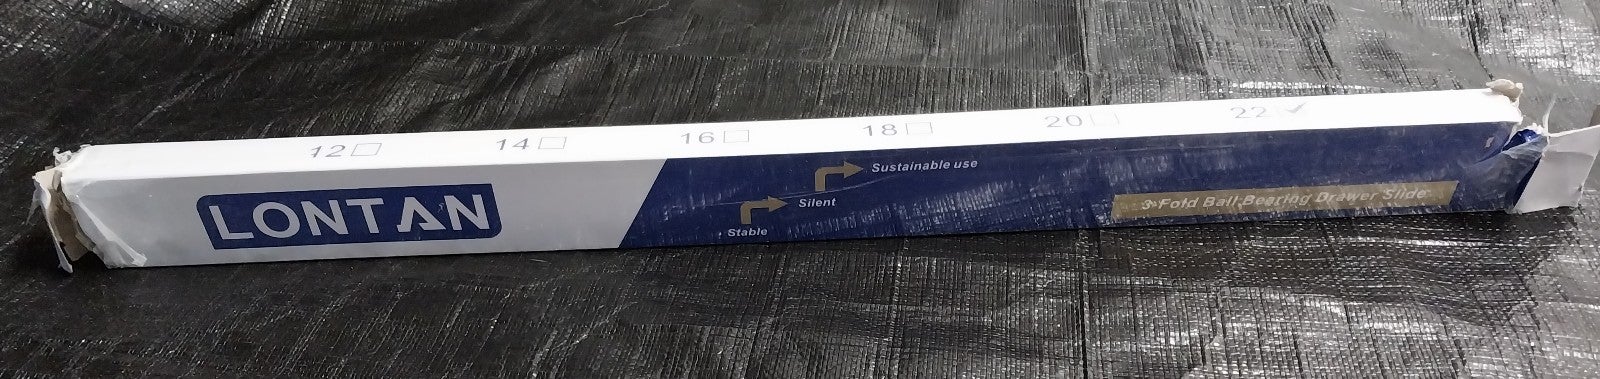 12 14 16 18 20 22
LONTAN
Sustainable use
Silent
Stable
3-Fold Ball Bearing Drawer Slide